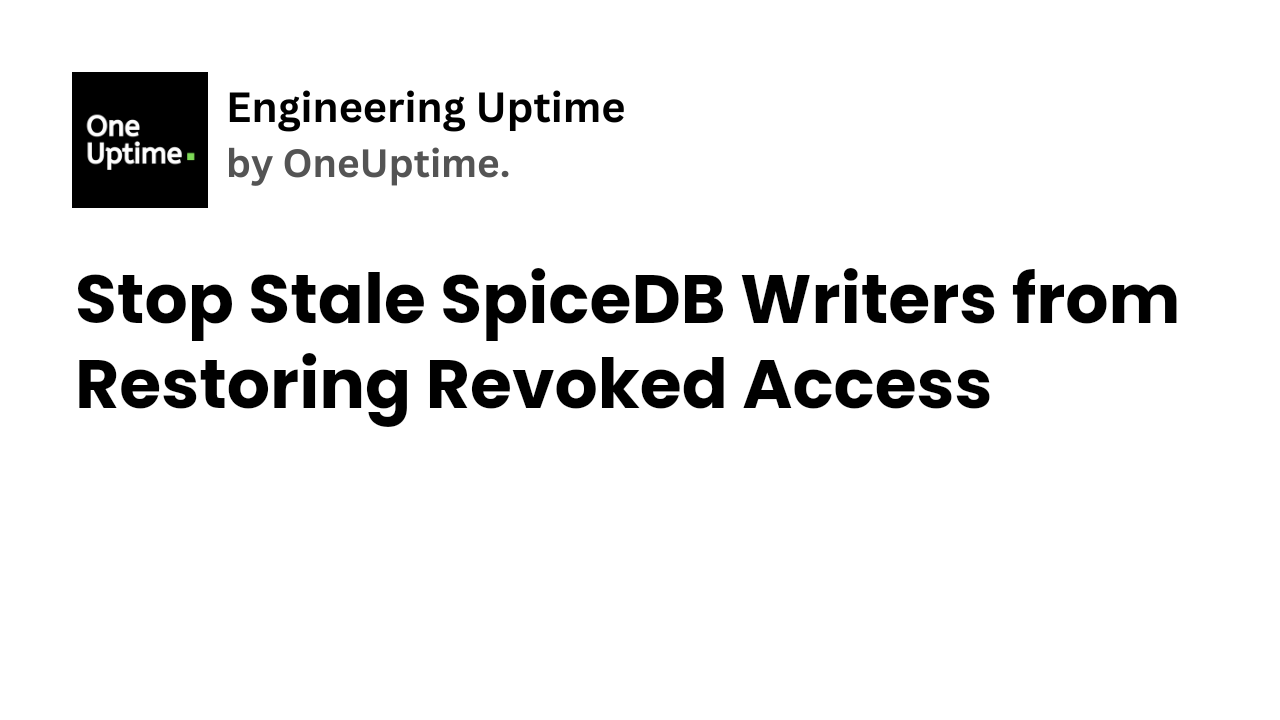 One
Uptime.
Engineering Uptime
by OneUptime.
Stop Stale SpiceDB Writers from
Restoring Revoked Access